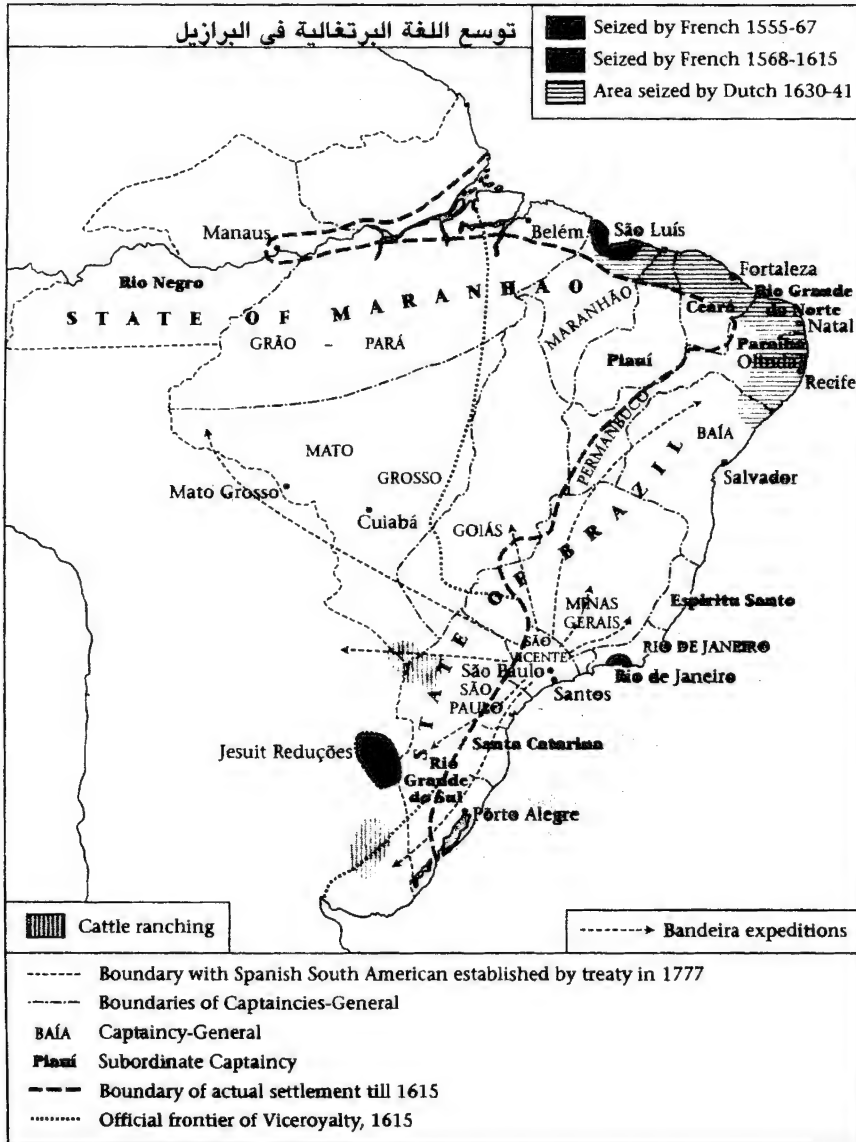 توسع اللغة البرتغالية في البرازيل
Seized by French 1555-67
Seized by French 1568-1615
Area seized by Dutch 1630-41
Manaus
Belém
São Luís
Fortaleza
Rio Negro
Rio Grande
do Norte
Ceará
Natal
STATE OF MARANHAO
MARANHÃO
GRÃO – PARÁ
Piauí
Paraíba
Olinda
Recife
PERMANBUCO
BAÍA
MATO
GROSSO
Salvador
Mato Grosso
Cuiabá
GOIÁS
STATE OF BRAZIL
MINAS
GERAIS
Espiritu Santo
SÃO
VICENTE
RIO DE JANEIRO
São Paulo
Rio de Janeiro
SÃO
PAULO
Santos
Jesuit Reduções
Santa Catarina
Rio
Grande
do Sul
Pôrto Alegre
Cattle ranching
Bandeira expeditions
Boundary with Spanish South American established by treaty in 1777
Boundaries of Captaincies-General
BAÍA Captaincy-General
Piauí Subordinate Captaincy
Boundary of actual settlement till 1615
Official frontier of Viceroyalty, 1615